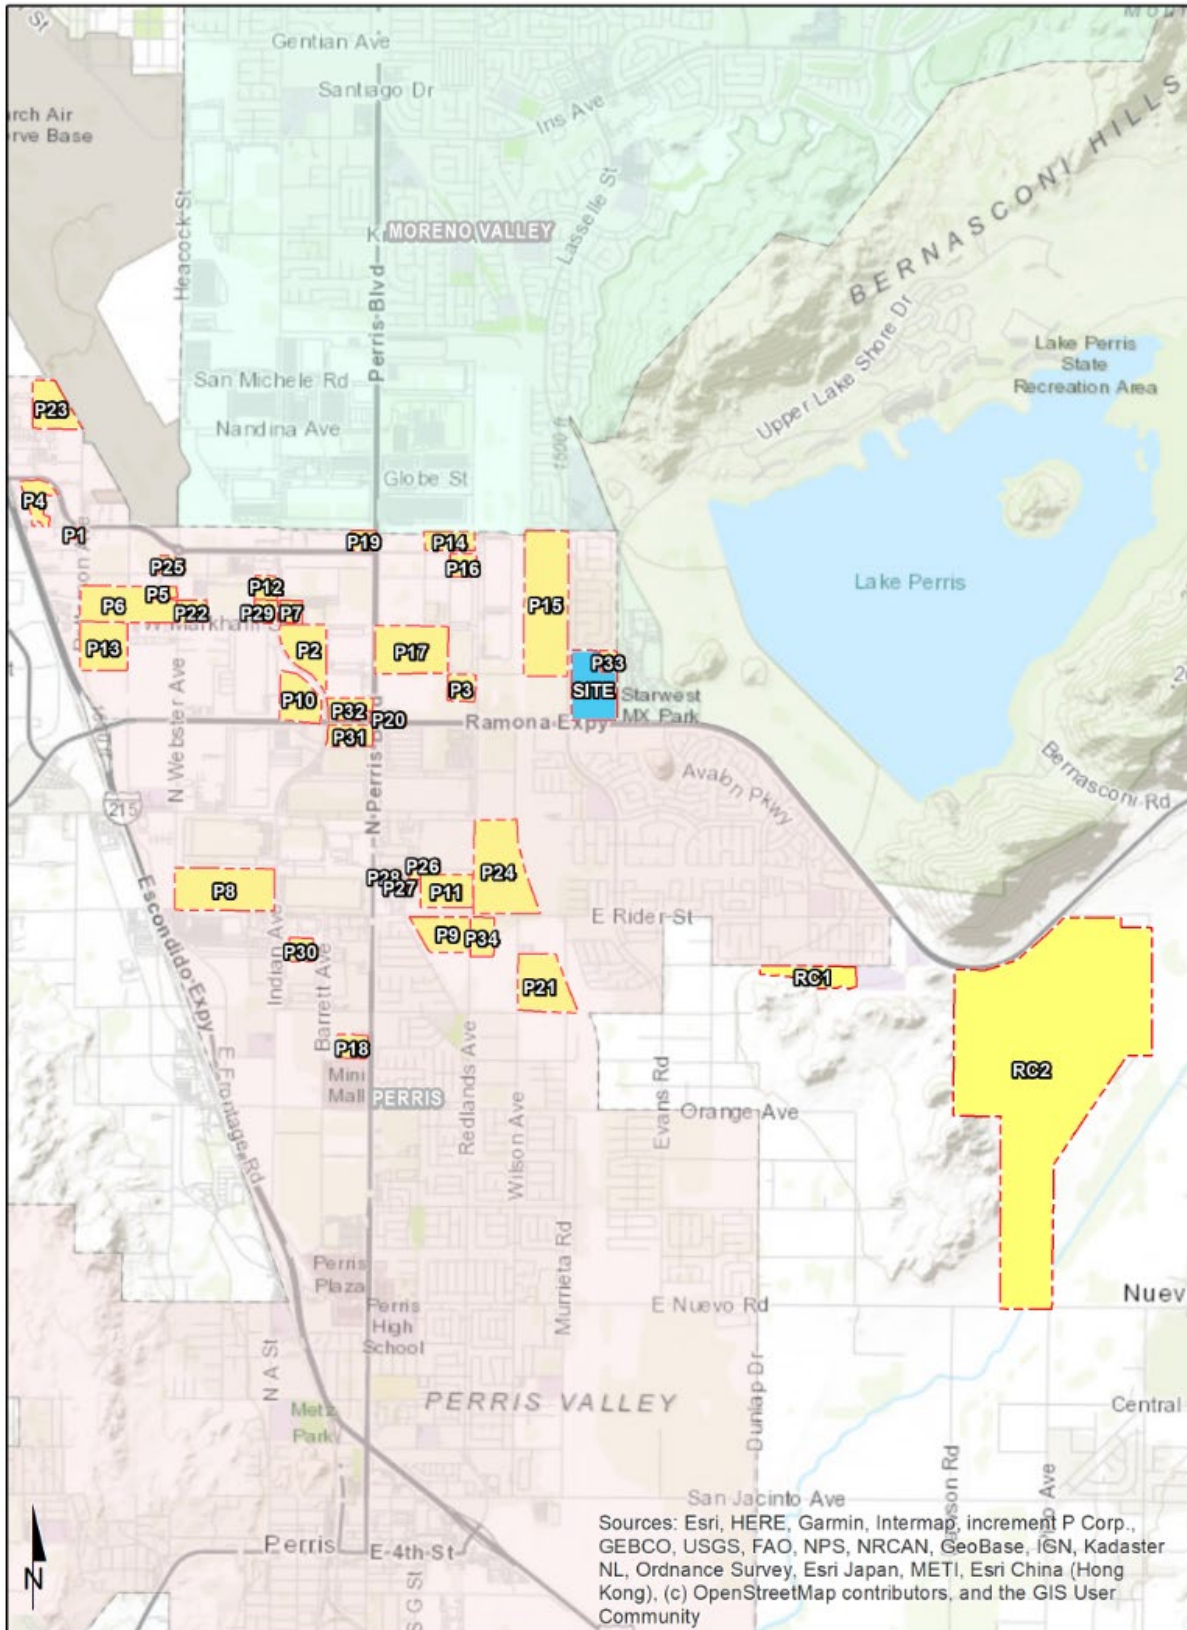 St
Gentian Ave
Santiago Dr
Iris Ave
Lasselle St
Heacock St
MORENO VALLEY
Perris Blvd
BERNASCONI HILLS
Upper Lake Shore Dr
Lake Perris
State
Recreation Area
San Michele Rd
Nandina Ave
Globe St
1500 ft
P23
P4
P1
P19
P14
P16
P25
P12
P5
P6
P22
P29
P7
P15
Lake Perris
P13
P2
P17
P33
SITE
P3
P10
P32
P20
P31
Ramona Expy
Starwest
MX Park
N Webster Ave
N Perris Blvd
Avalon Pkwy
Bernasconi Rd
215
Escondido Expy
P26
P28
P27
P11
P24
P8
Indian Ave
P30
Barrett Ave
P9
P34
E Rider St
P21
RC1
RC2
P18
Mini
Mall
PERRIS
E Frontage Rd
Redlands Ave
Wilson Ave
Evans Rd
Orange Ave
Murrieta Rd
Perris
Plaza
Perris
High
School
E Nuevo Rd
Nuev
N A St
Metz
Park
PERRIS VALLEY
Dunlap Dr
Central
San Jacinto Ave
Perris
E 4th St
S G St
N
Sources: Esri, HERE, Garmin, Intermap, increment P Corp.,
GEBCO, USGS, FAO, NPS, NRCAN, GeoBase, IGN, Kadaster
NL, Ordnance Survey, Esri Japan, METI, Esri China (Hong
Kong), (c) OpenStreetMap contributors, and the GIS User
Community